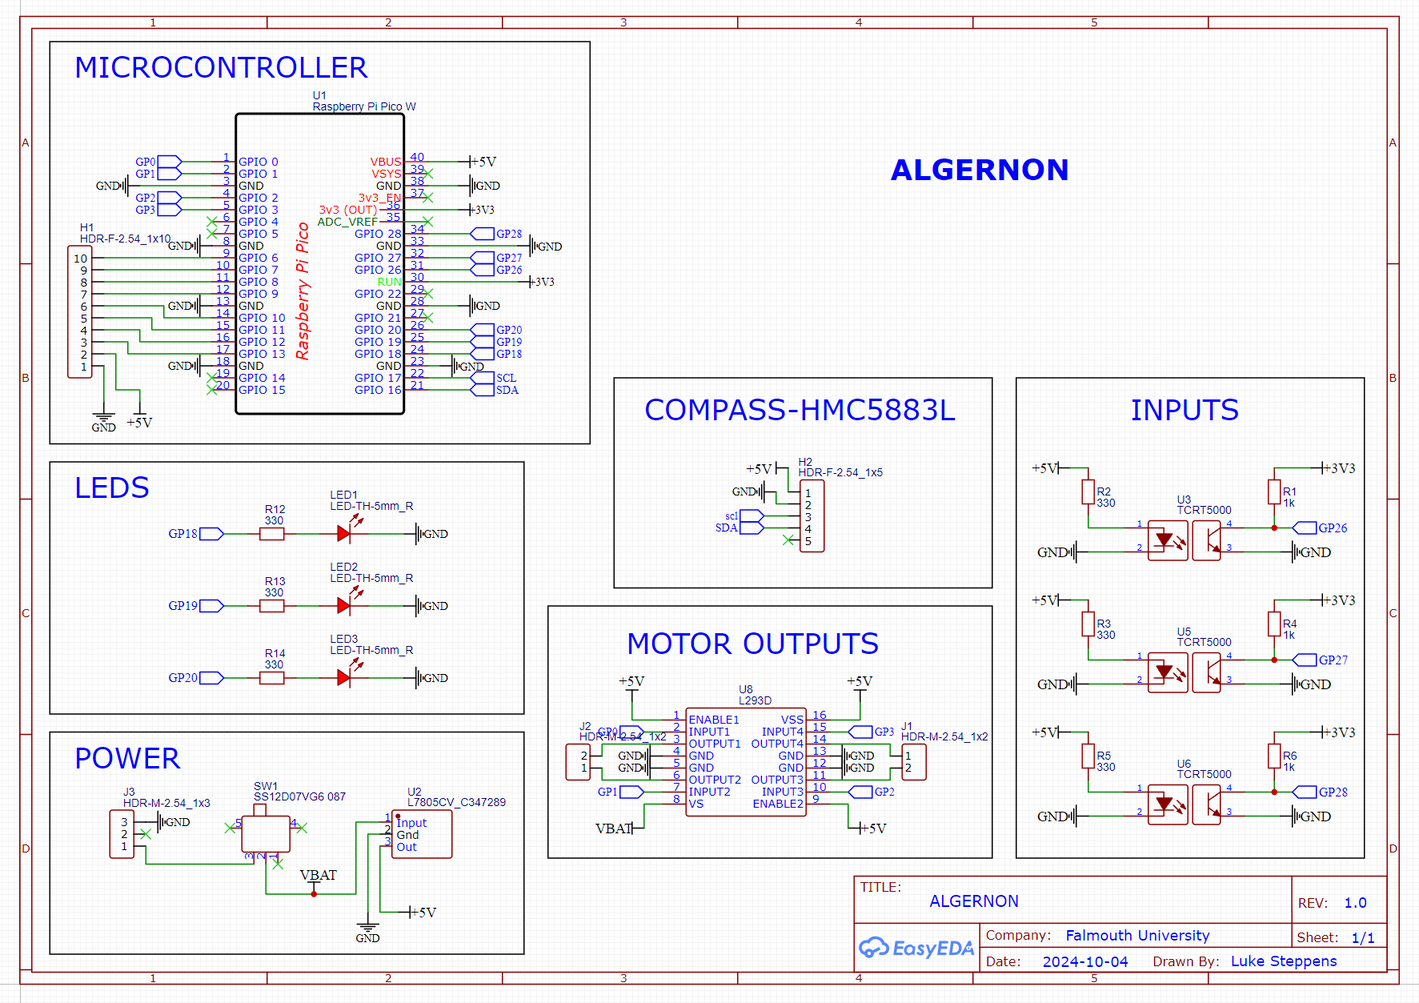 1 2 3 4 5
A A
B B
C C
D D
1 2 3 4 5
ALGERNON
MICROCONTROLLER
U1
Raspberry Pi Pico W
Raspberry Pi Pico
GP0 1 GPIO 0
GP1 2 GPIO 1
GND 3 GND
GP2 4 GPIO 2
GP3 5 GPIO 3
6 GPIO 4
7 GPIO 5
GND 8 GND
9 GPIO 6
10 GPIO 7
11 GPIO 8
12 GPIO 9
GND 13 GND
14 GPIO 10
15 GPIO 11
16 GPIO 12
17 GPIO 13
GND 18 GND
19 GPIO 14
20 GPIO 15
VBUS 40 +5V
VSYS 39
GND 38 GND
3v3_EN 37
3v3 (OUT) 36 +3V3
ADC_VREF 35
GPIO 28 34 GP28
GND 33 GND
GPIO 27 32 GP27
GPIO 26 31 GP26
RUN 30 +3V3
GPIO 22 29
GND 28 GND
GPIO 21 27
GPIO 20 26 GP20
GPIO 19 25 GP19
GPIO 18 24 GP18
GND 23 GND
GPIO 17 22 SCL
GPIO 16 21 SDA
H1
HDR-F-2.54_1x10
10
9
8
7
6
5
4
3
2
1
GND +5V
LEDS
LED1
LED-TH-5mm_R
R12
330
GP18 GND
LED2
LED-TH-5mm_R
R13
330
GP19 GND
LED3
LED-TH-5mm_R
R14
330
GP20 GND
POWER
J3
HDR-M-2.54_1x3
3 GND
2
1
SW1
SS12D07VG6 087
5 4
3 2 1
VBAT
U2
L7805CV_C347289
1 Input
2 Gnd
3 Out
+5V
GND
COMPASS-HMC5883L
H2
HDR-F-2.54_1x5
+5V 1
GND 2
scl 3
SDA 4
5
MOTOR OUTPUTS
+5V +5V
U8
L293D
1 ENABLE1 VSS 16
GP0 2 INPUT1 INPUT4 15 GP3
3 OUTPUT1 OUTPUT4 14
GND 4 GND GND 13 GND
GND 5 GND GND 12 GND
6 OUTPUT2 OUTPUT3 11
GP1 7 INPUT2 INPUT3 10 GP2
8 VS ENABLE2 9
VBAT +5V
J2
HDR-M-2.54_1x2
2
1
J1
HDR-M-2.54_1x2
1
2
INPUTS
+5V +3V3
R2
330
U3
TCRT5000
R1
1k
1 4 GP26
GND 2 3 GND
+5V +3V3
R3
330
U5
TCRT5000
R4
1k
1 4 GP27
GND 2 3 GND
+5V +3V3
R5
330
U6
TCRT5000
R6
1k
1 4 GP28
GND 2 3 GND
TITLE:
ALGERNON
REV: 1.0
EasyEDA
Company: Falmouth University
Sheet: 1/1
Date: 2024-10-04 Drawn By: Luke Steppens